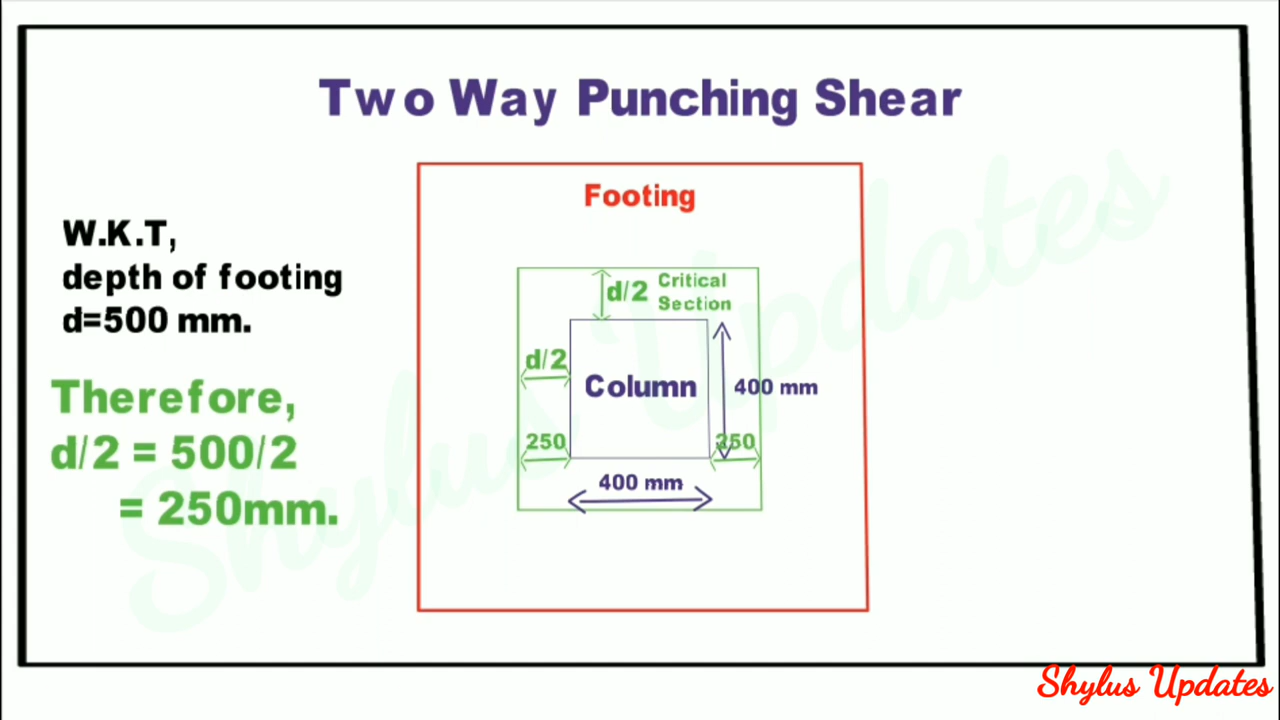 Two Way Punching Shear
Footing
W.K.T,
depth of footing
d=500 mm.
Therefore,
d/2 = 500/2
= 250mm.
d/2
Critical
Section
d/2
Column
400 mm
250
250
400 mm
Shylus Updates
Shylus Updates